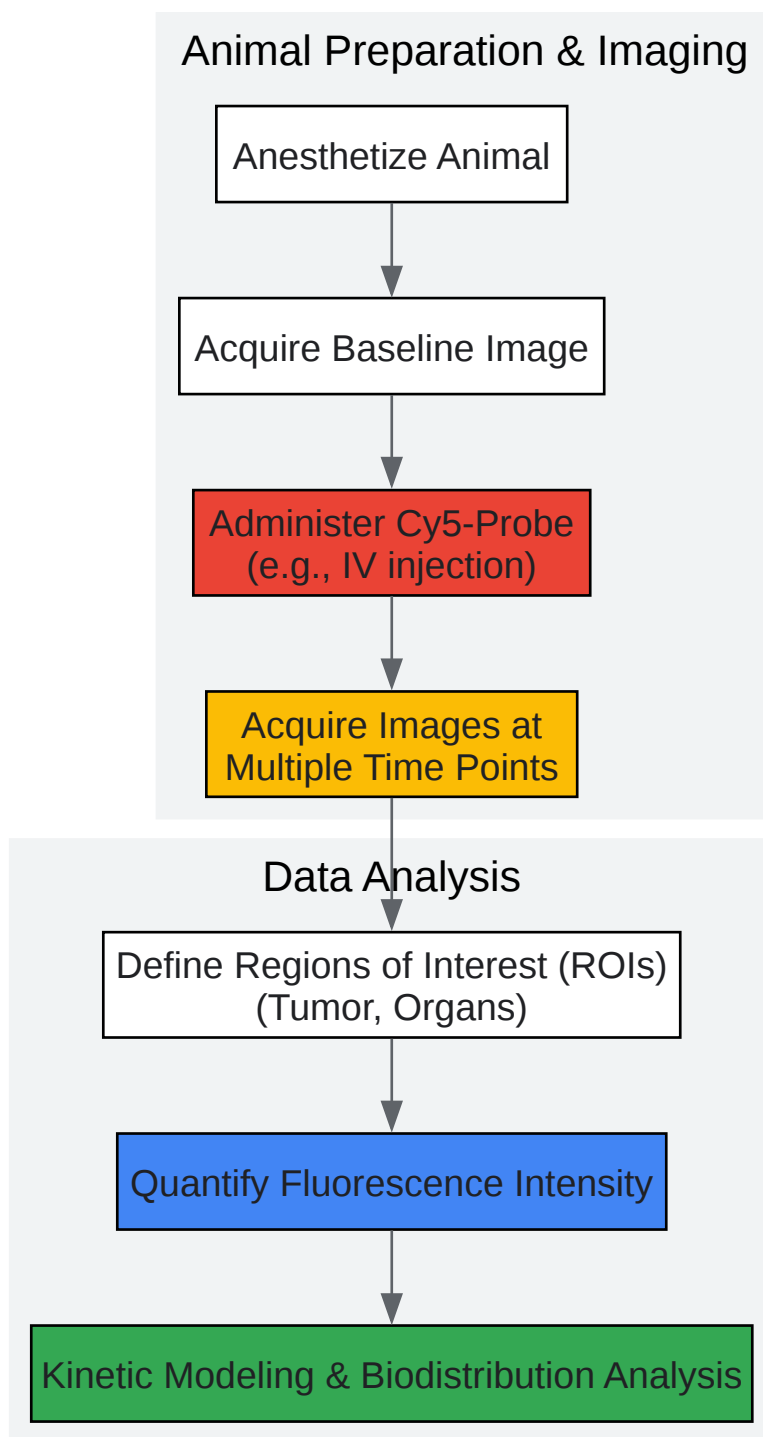 Animal Preparation & Imaging
Anesthetize Animal
Acquire Baseline Image
Administer Cy5-Probe
(e.g., IV injection)
Acquire Images at
Multiple Time Points
Data Analysis
Define Regions of Interest (ROIs)
(Tumor, Organs)
Quantify Fluorescence Intensity
Kinetic Modeling & Biodistribution Analysis